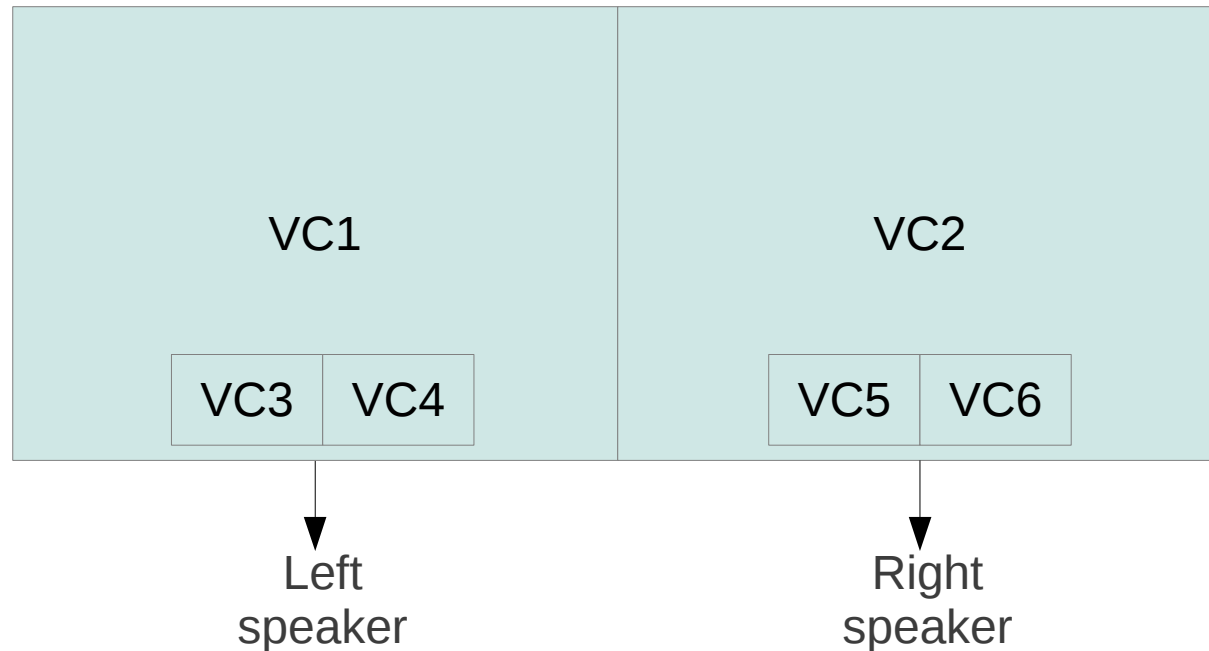 VC1
VC2
VC3
VC4
VC5
VC6
Left
speaker
Right
speaker